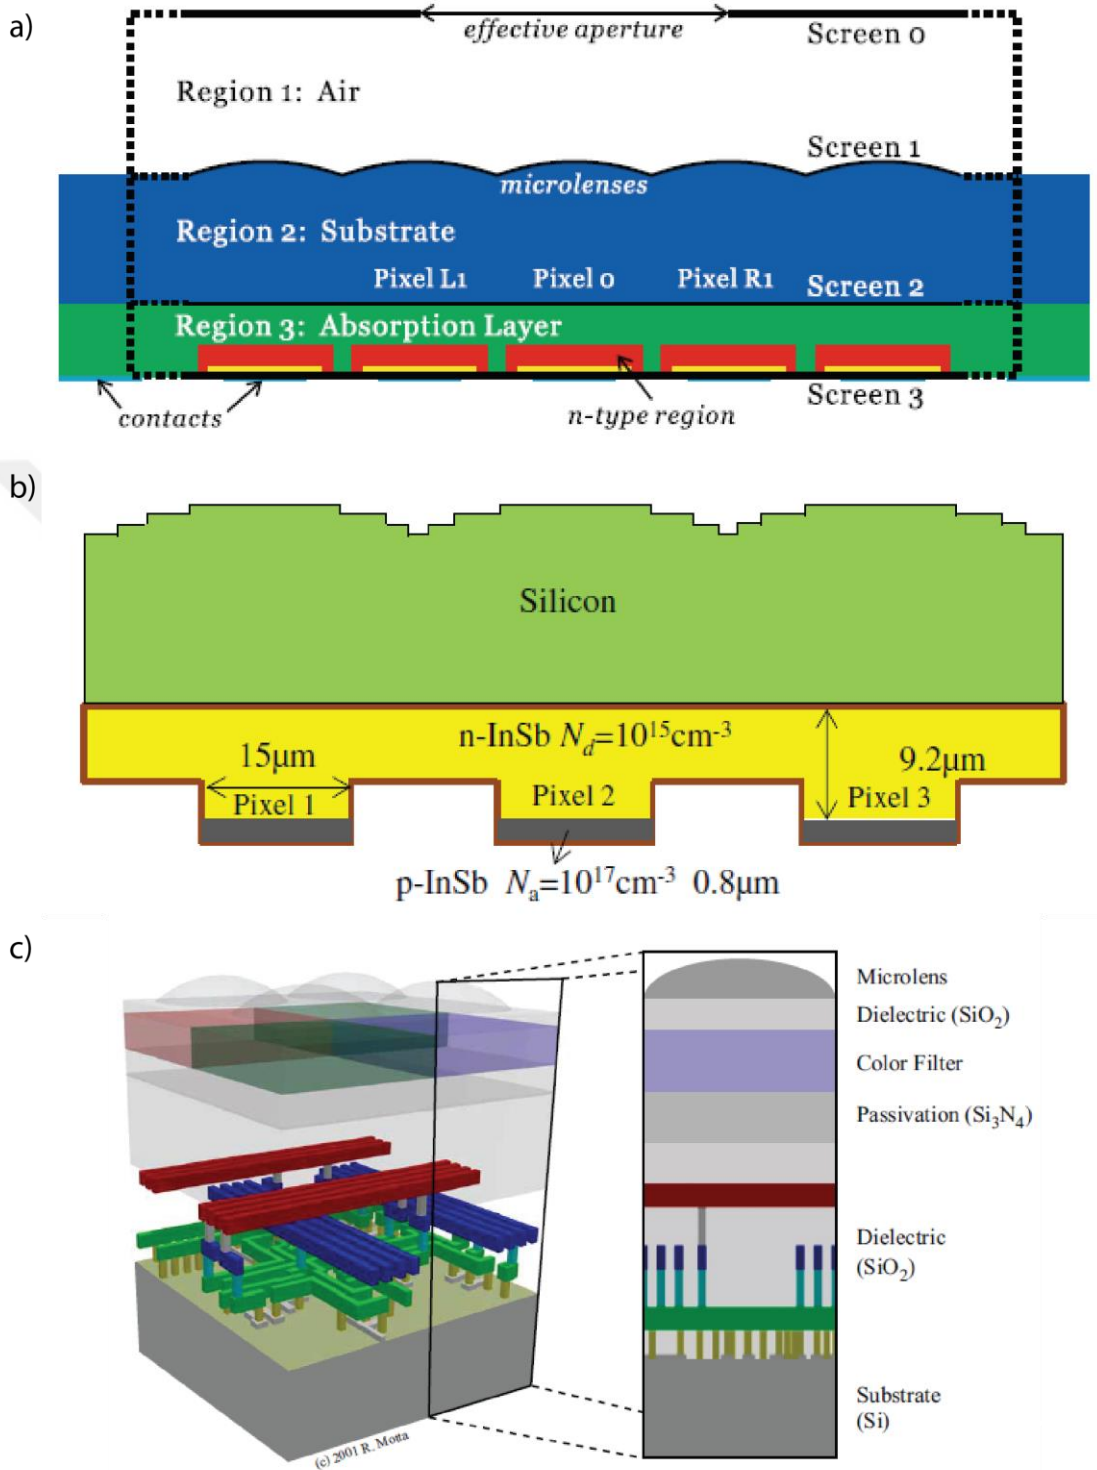 a)
effective aperture
Screen 0
Region 1: Air
Screen 1
microlenses
Region 2: Substrate
Pixel L1
Pixel 0
Pixel R1
Screen 2
Region 3: Absorption Layer
contacts
n-type region
Screen 3
b)
Silicon
n-InSb N_d=10^15cm^-3
15μm
9.2μm
Pixel 1
Pixel 2
Pixel 3
p-InSb N_a=10^17cm^-3 0.8μm
c)
Microlens
Dielectric (SiO₂)
Color Filter
Passivation (Si₃N₄)
Dielectric
(SiO₂)
Substrate
(Si)
(c) 2001 R. Motta